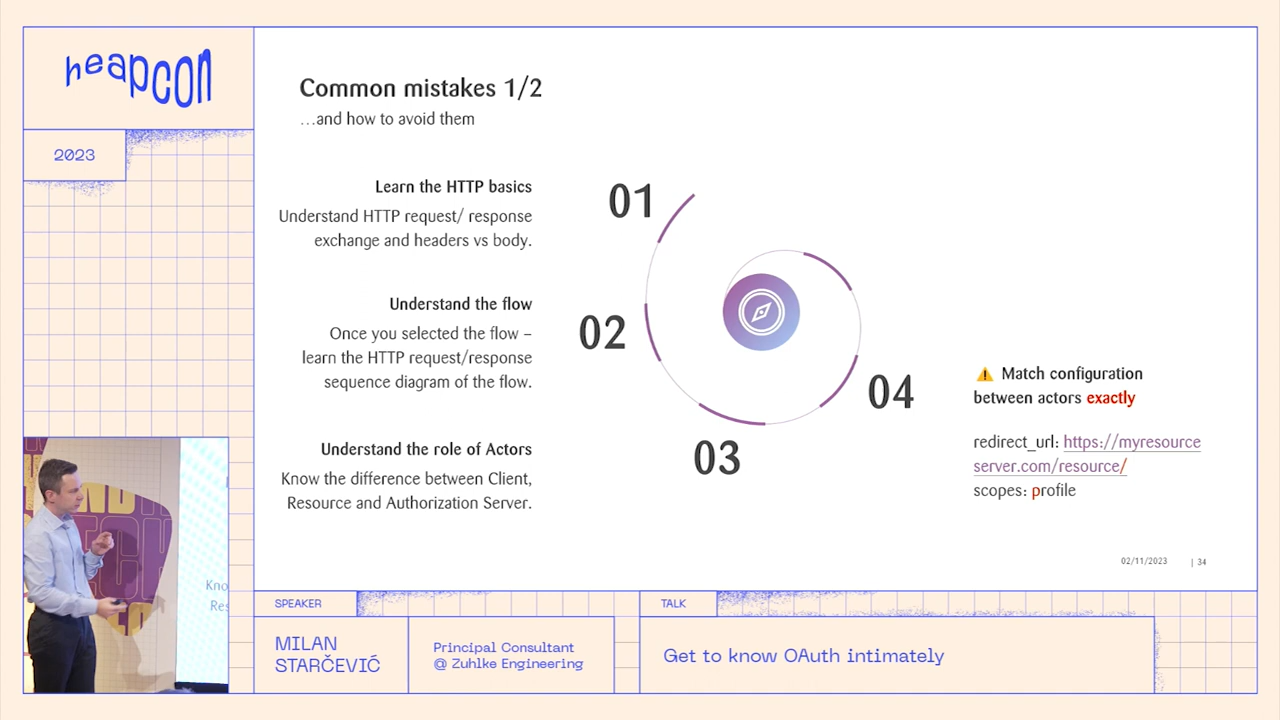 heapcon
2023
Common mistakes 1/2
...and how to avoid them
Learn the HTTP basics
Understand HTTP request/ response
exchange and headers vs body.
01
Understand the flow
Once you selected the flow –
learn the HTTP request/response
sequence diagram of the flow.
02
Understand the role of Actors
Know the difference between Client,
Resource and Authorization Server.
03
04
⚠️ Match configuration
between actors exactly
redirect_url: https://myresource
server.com/resource/
scopes: profile
02/11/2023 | 34
Kno
Res
SPEAKER
MILAN
STARČEVIĆ
Principal Consultant
@ Zuhlke Engineering
TALK
Get to know OAuth intimately